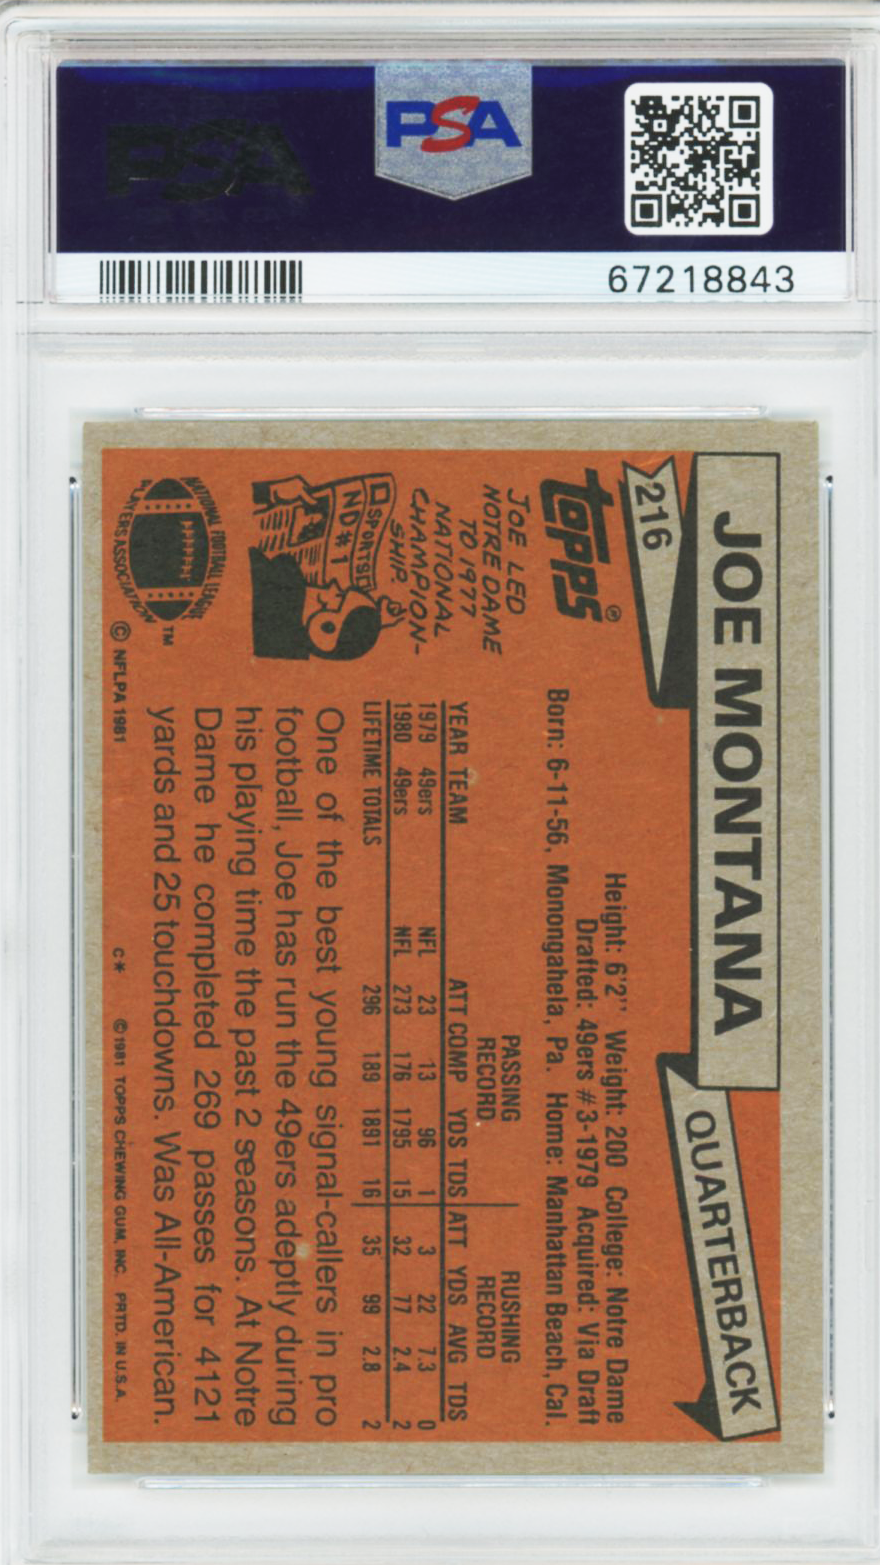 PSA
PSA
67218843
216
JOE MONTANA
QUARTERBACK
topps®
Height: 6'2'' Weight: 200 College: Notre Dame
Drafted: 49ers #3-1979 Acquired: Via Draft
Born: 6-11-56, Monongahela, Pa. Home: Manhattan Beach, Cal.
JOE LED
NOTRE DAME
TO 1977
NATIONAL
CHAMPION-
SHIP.
SPORTS
ND #1
PASSING RUSHING
RECORD RECORD
YEAR TEAM ATT COMP YDS TDS ATT YDS AVG TDS
1979 49ers NFL 23 13 96 1 3 22 7.3 0
1980 49ers NFL 273 176 1795 15 32 77 2.4 2
LIFETIME TOTALS 296 189 1891 16 35 99 2.8 2
One of the best young signal-callers in pro
football, Joe has run the 49ers adeptly during
his playing time the past 2 seasons. At Notre
Dame he completed 269 passes for 4121
yards and 25 touchdowns. Was All-American.
NATIONAL FOOTBALL LEAGUE
PLAYERS ASSOCIATION
™
© NFLPA 1981 C* ©1981 TOPPS CHEWING GUM, INC. PRTD. IN U.S.A.